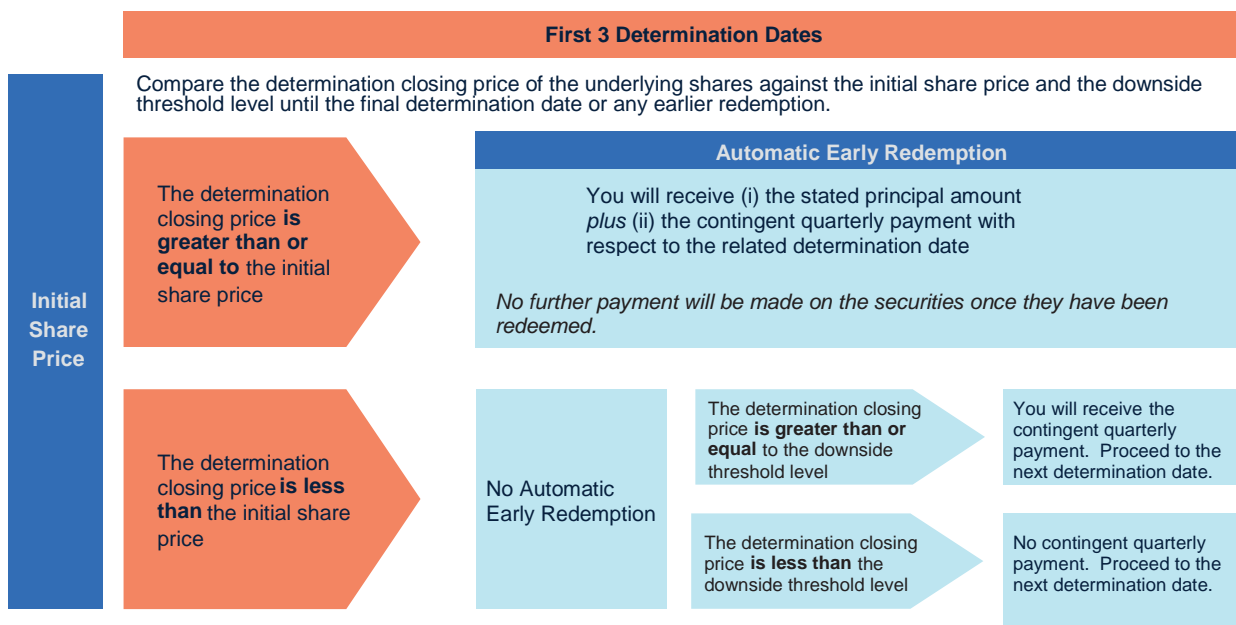 First 3 Determination Dates
Compare the determination closing price of the underlying shares against the initial share price and the downside
threshold level until the final determination date or any earlier redemption.
Initial
Share
Price
The determination
closing price is
greater than or
equal to the initial
share price
Automatic Early Redemption
You will receive (i) the stated principal amount
plus (ii) the contingent quarterly payment with
respect to the related determination date
No further payment will be made on the securities once they have been
redeemed.
The determination
closing price is less
than the initial share
price
No Automatic
Early Redemption
The determination closing
price is greater than or
equal to the downside
threshold level
You will receive the
contingent quarterly
payment. Proceed to the
next determination date.
The determination closing
price is less than the
downside threshold level
No contingent quarterly
payment. Proceed to the
next determination date.